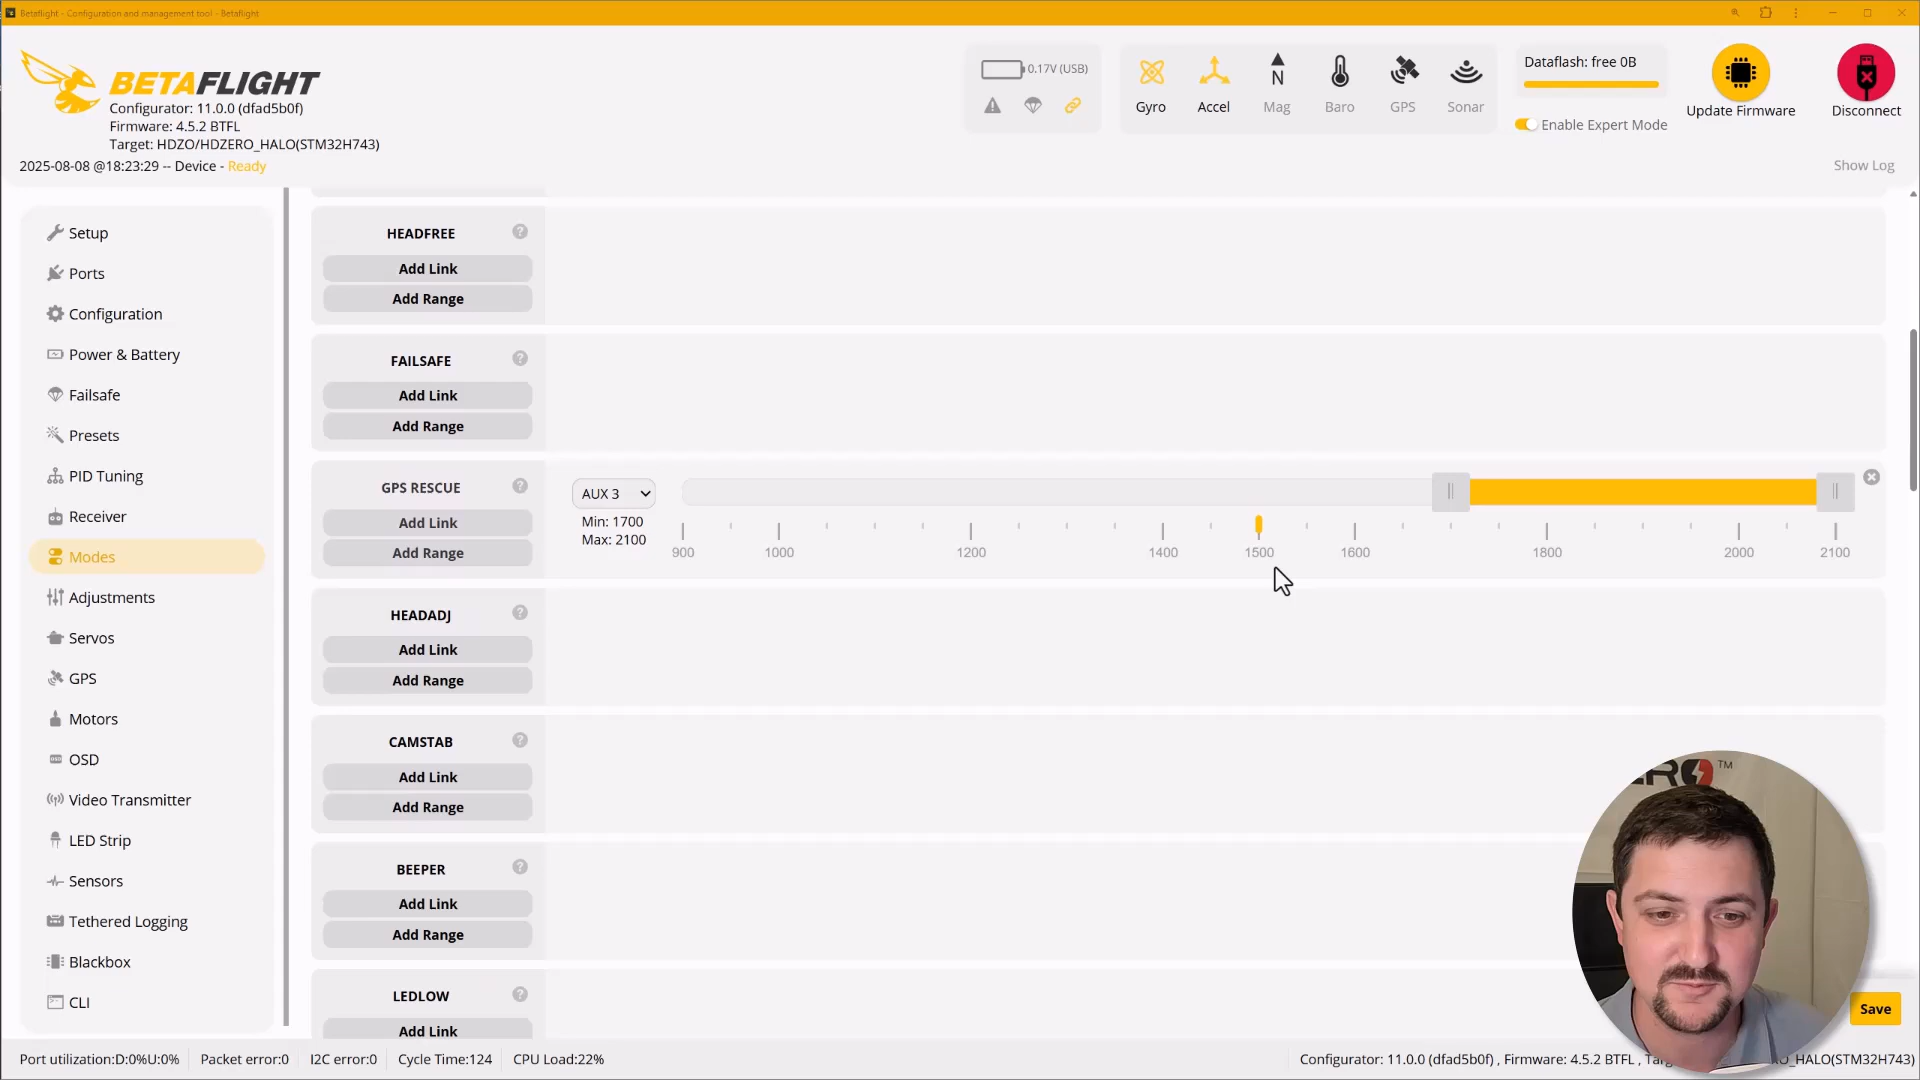 Betaflight - Configuration and management tool - Betaflight
BETAFLIGHT
Configurator: 11.0.0 (dfad5b0f)
Firmware: 4.5.2 BTFL
Target: HDZO/HDZERO_HALO(STM32H743)
2025-08-08 @18:23:29 -- Device - Ready
0.17V (USB)
Gyro
Accel
N
Mag
Baro
GPS
Sonar
Dataflash: free 0B
Enable Expert Mode
Update Firmware
Disconnect
Show Log
Setup
Ports
Configuration
Power & Battery
Failsafe
Presets
PID Tuning
Receiver
Modes
Adjustments
Servos
GPS
Motors
OSD
Video Transmitter
LED Strip
Sensors
Tethered Logging
Blackbox
CLI
HEADFREE
Add Link
Add Range
FAILSAFE
Add Link
Add Range
GPS RESCUE
Add Link
Add Range
AUX 3
Min: 1700
Max: 2100
900 1000 1200 1400 1500 1600 1800 2000 2100
HEADADJ
Add Link
Add Range
CAMSTAB
Add Link
Add Range
BEEPER
Add Link
Add Range
LEDLOW
Add Link
TM
Save
Port utilization:D:0%U:0% Packet error:0 I2C error:0 Cycle Time:124 CPU Load:22%
Configurator: 11.0.0 (dfad5b0f) , Firmware: 4.5.2 BTFL , _HALO(STM32H743)